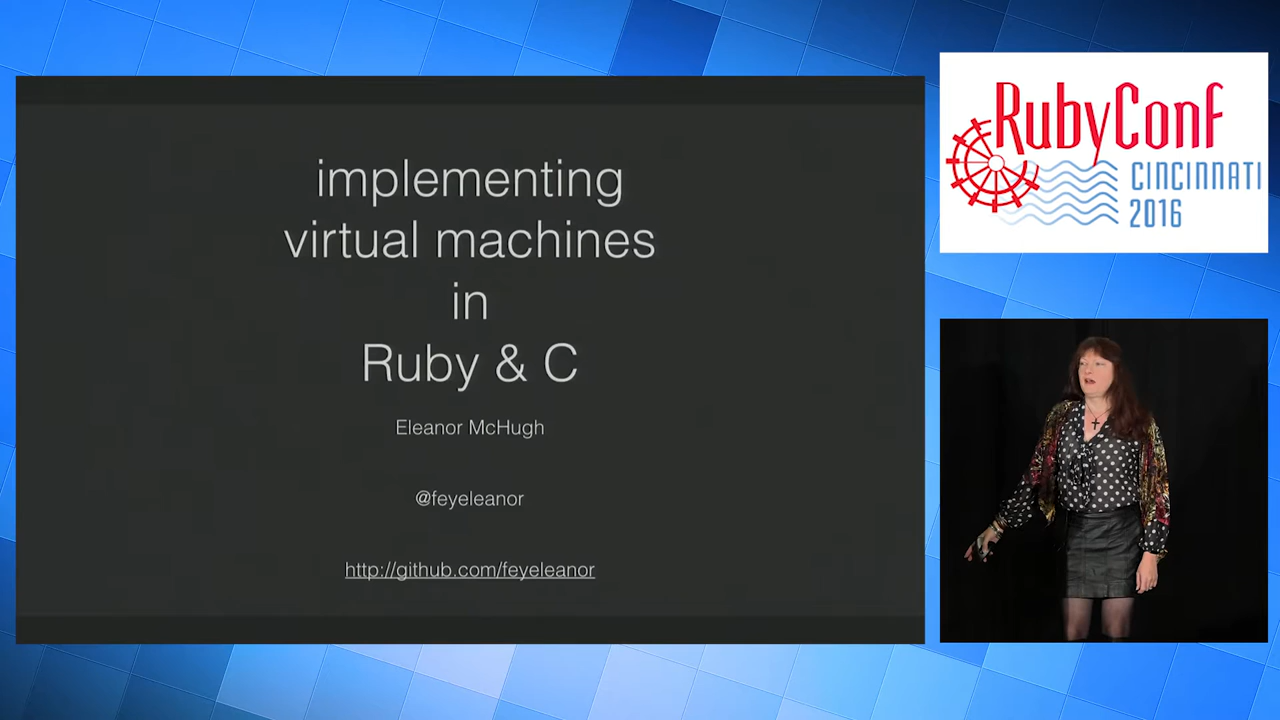 implementing
virtual machines
in
Ruby & C
Eleanor McHugh
@feyeleanor
http://github.com/feyeleanor
RubyConf
CINCINNATI
2016